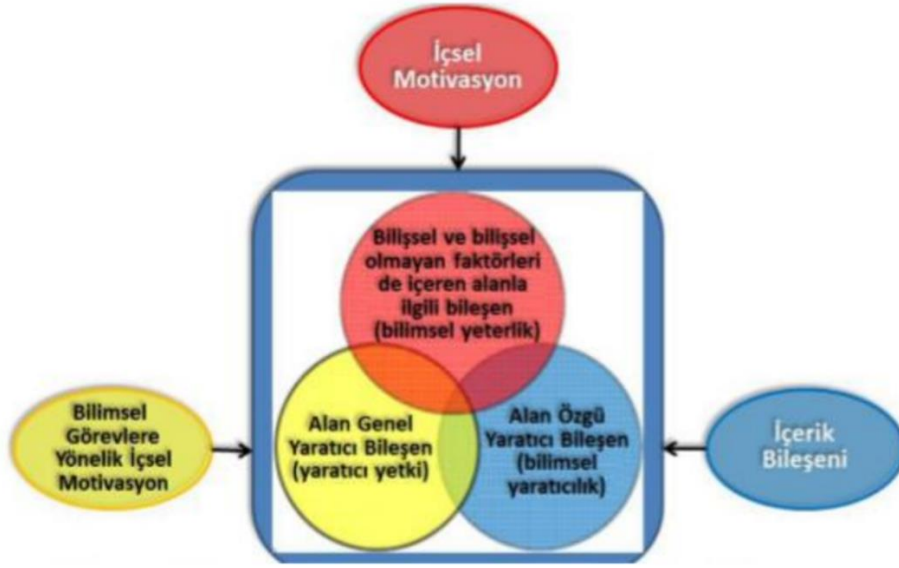 İçsel
Motivasyon
Bilişsel ve bilişsel
olmayan faktörleri
de içeren alanla
ilgili bileşen
(bilimsel yeterlik)
Bilimsel
Görevlere
Yönelik İçsel
Motivasyon
Alan Genel
Yaratıcı Bileşen
(yaratıcı yetki)
Alan Özgü
Yaratıcı Bileşen
(bilimsel
yaratıcılık)
İçerik
Bileşeni